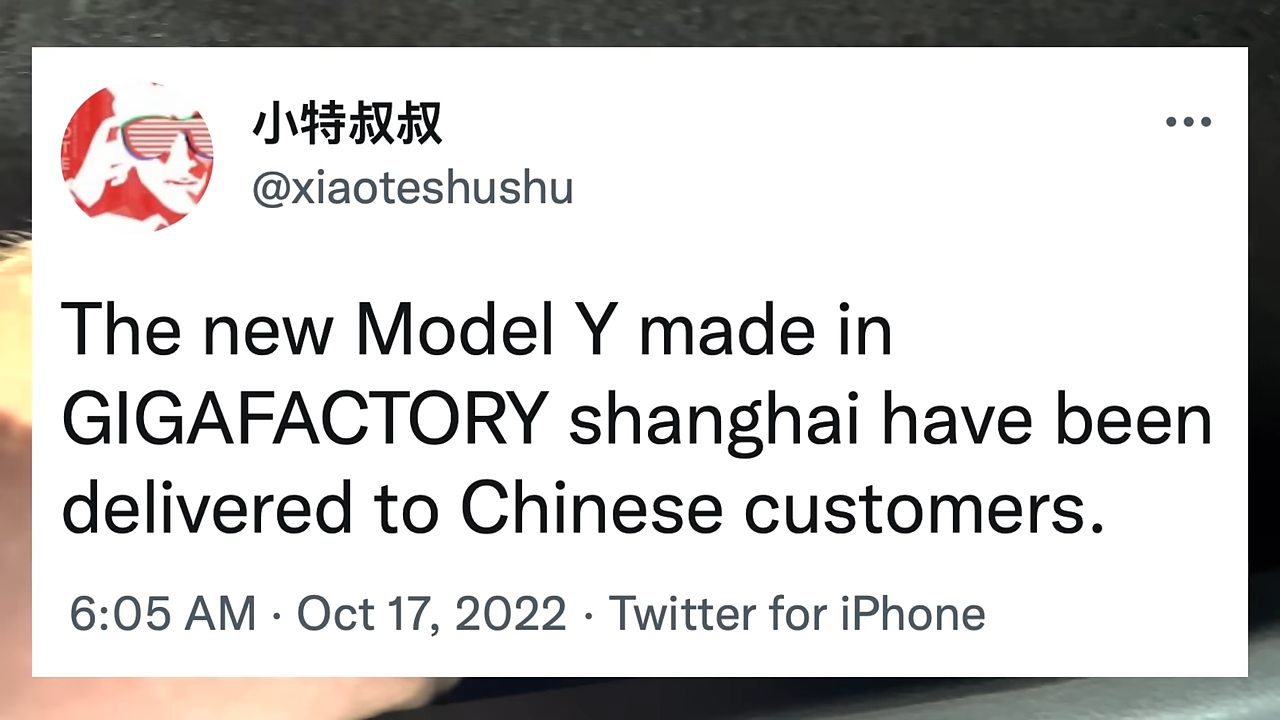 小特叔叔
@xiaoteshushu
The new Model Y made in
GIGAFACTORY shanghai have been
delivered to Chinese customers.
6:05 AM · Oct 17, 2022 · Twitter for iPhone